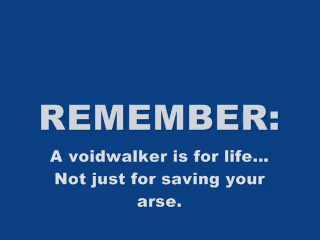 REMEMBER:
A voidwalker is for life...
Not just for saving your
arse.